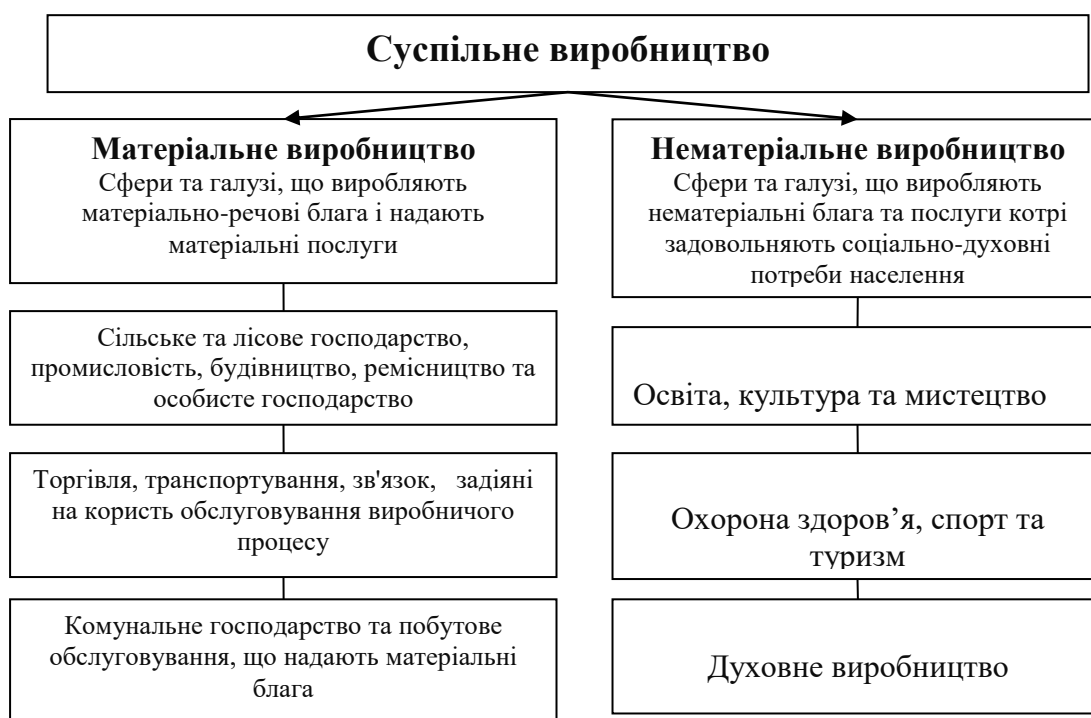 Суспільне виробництво
Матеріальне виробництво
Сфери та галузі, що виробляють
матеріально-речові блага і надають
матеріальні послуги
Сільське та лісове господарство,
промисловість, будівництво, ремісництво та
особисте господарство
Торгівля, транспортування, зв'язок, задіяні
на користь обслуговування виробничого
процесу
Комунальне господарство та побутове
обслуговування, що надають матеріальні
блага
Нематеріальне виробництво
Сфери та галузі, що виробляють
нематеріальні блага та послуги котрі
задовольняють соціально-духовні
потреби населення
Освіта, культура та мистецтво
Охорона здоров’я, спорт та
туризм
Духовне виробництво